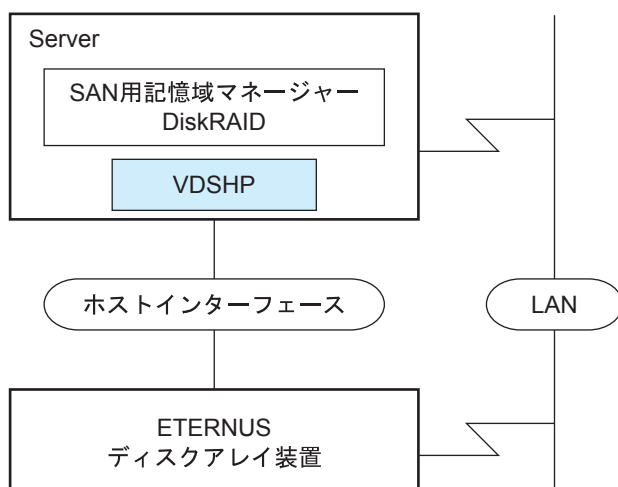 Server
SAN用記憶域マネージャー
DiskRAID
VDSHP
ホストインターフェース
LAN
ETERNUS
ディスクアレイ装置